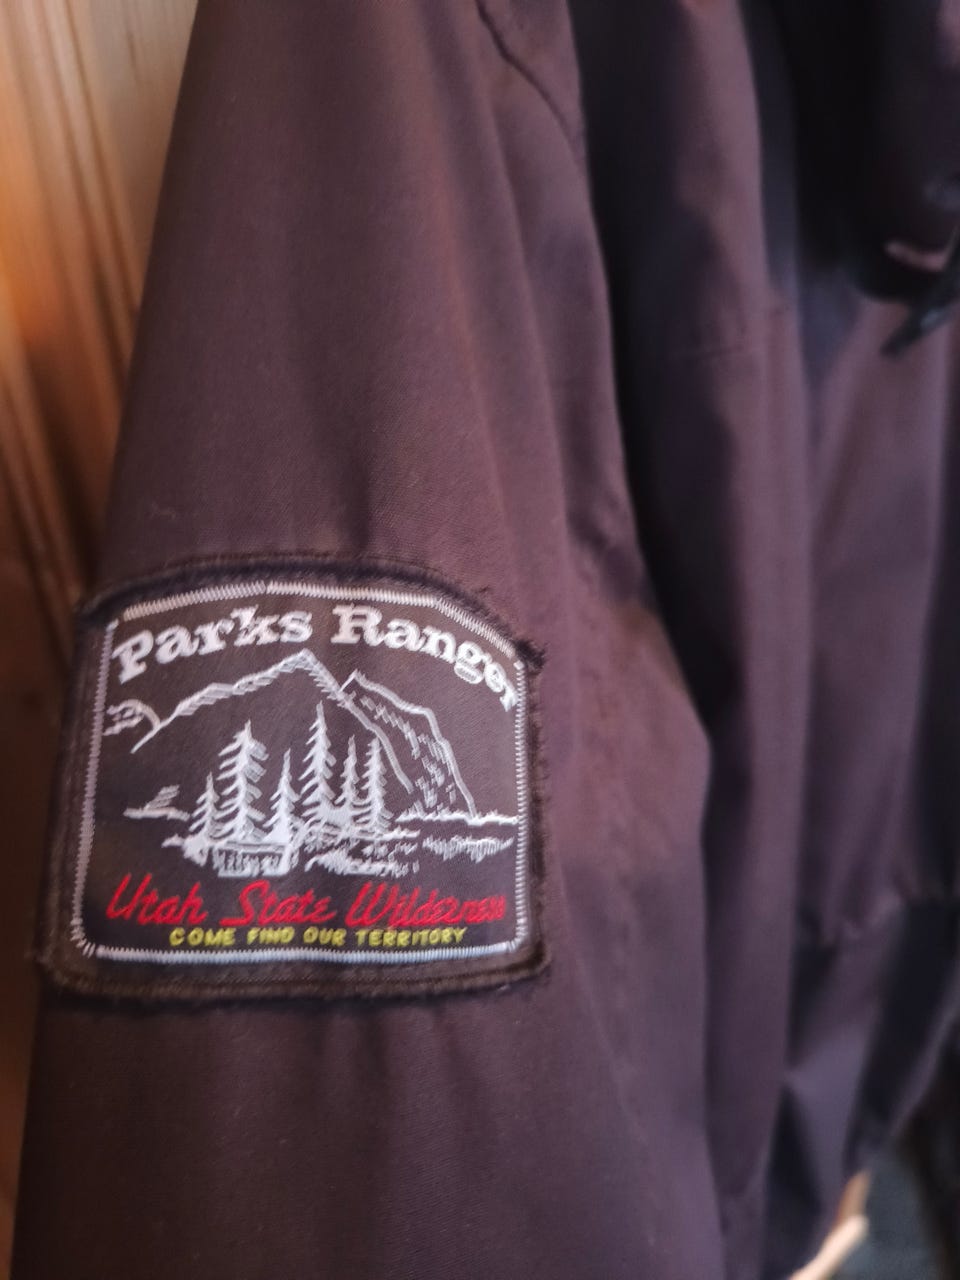 Parks Ranger
Utah State Wilderness
COME FIND OUR TERRITORY